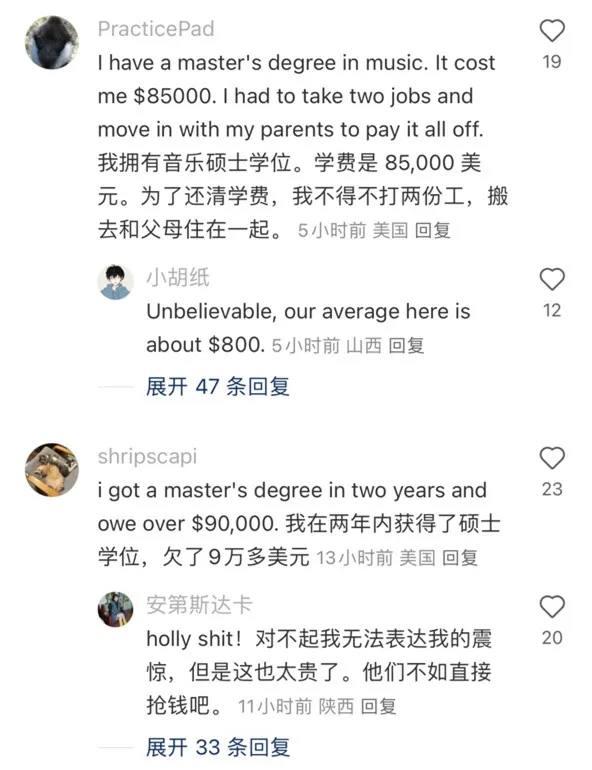 PracticePad
I have a master's degree in music. It cost
19
me $85000. I had to take two jobs and
move in with my parents to pay it all off.
我拥有音乐硕士学位。学费是 85,000 美
元。为了还清学费，我不得不打两份工，搬
去和父母住在一起。 5小时前 美国 回复
小胡纸
Unbelievable, our average here is
12
about $800. 5小时前 山西 回复
展开 47 条回复
shripscapi
i got a master's degree in two years and
23
owe over $90,000. 我在两年内获得了硕士
学位，欠了9万多美元 13小时前 美国 回复
安第斯达卡
holly shit！对不起我无法表达我的震
20
惊，但是这也太贵了。他们不如直接
抢钱吧。 11小时前 陕西 回复
展开 33 条回复